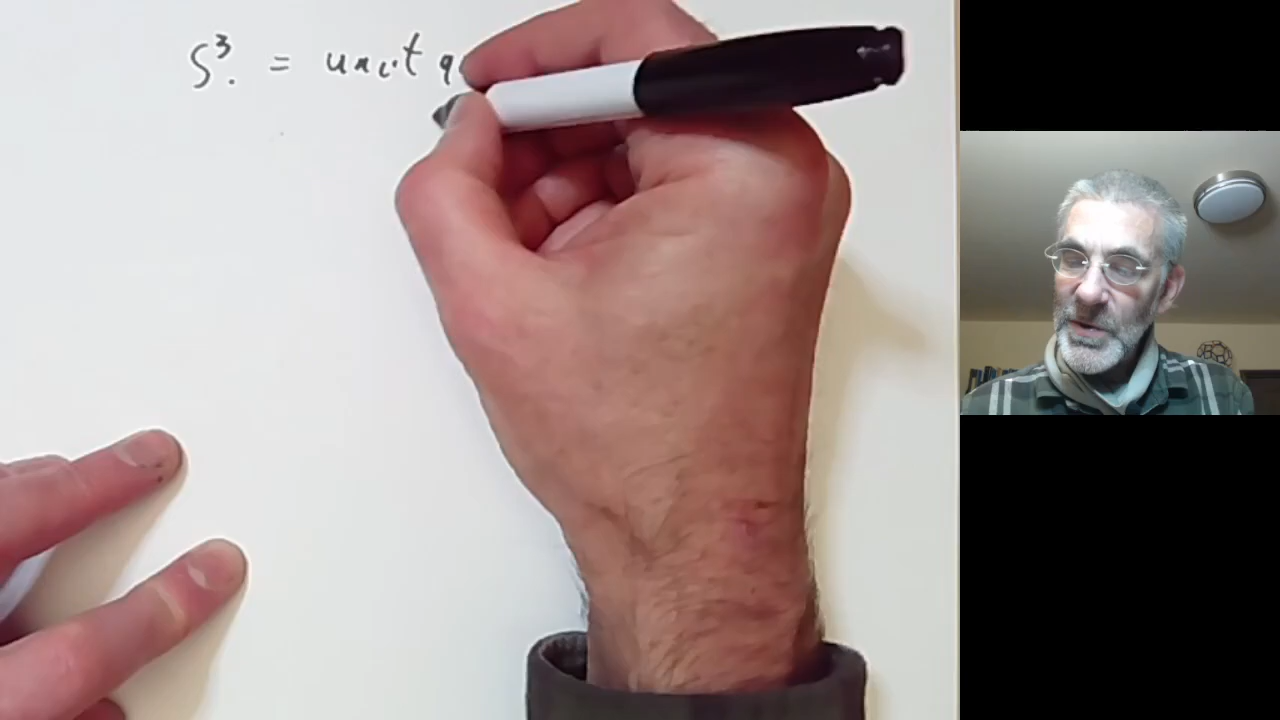 S³. = unit q